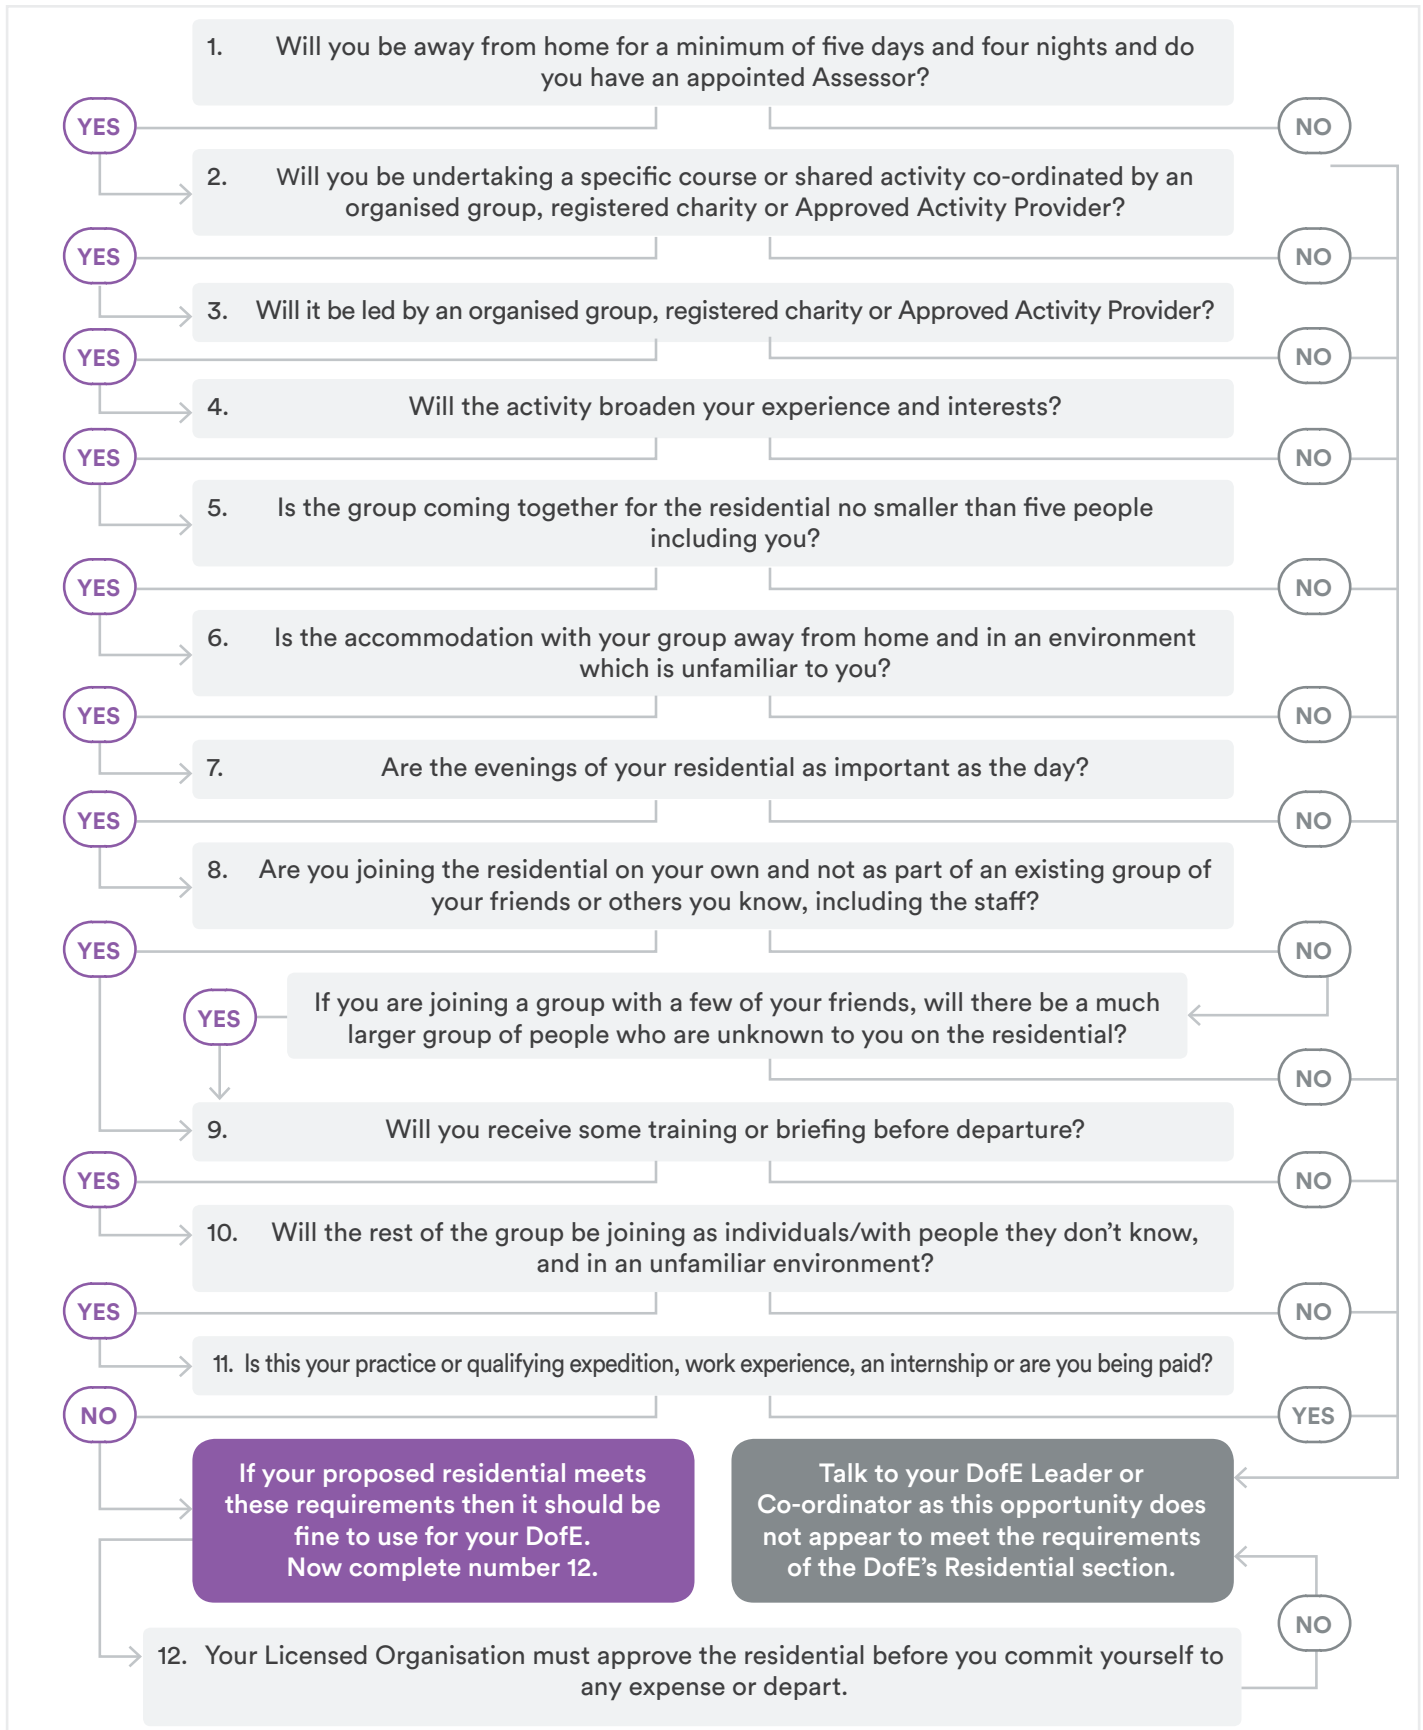 1. Will you be away from home for a minimum of five days and four nights and do
you have an appointed Assessor?
YES
NO
2. Will you be undertaking a specific course or shared activity co-ordinated by an
organised group, registered charity or Approved Activity Provider?
YES
NO
3. Will it be led by an organised group, registered charity or Approved Activity Provider?
YES
NO
4. Will the activity broaden your experience and interests?
YES
NO
5. Is the group coming together for the residential no smaller than five people
including you?
YES
NO
6. Is the accommodation with your group away from home and in an environment
which is unfamiliar to you?
YES
NO
7. Are the evenings of your residential as important as the day?
YES
NO
8. Are you joining the residential on your own and not as part of an existing group of
your friends or others you know, including the staff?
YES
NO
If you are joining a group with a few of your friends, will there be a much
larger group of people who are unknown to you on the residential?
YES
NO
9. Will you receive some training or briefing before departure?
YES
NO
10. Will the rest of the group be joining as individuals/with people they don’t know,
and in an unfamiliar environment?
YES
NO
11. Is this your practice or qualifying expedition, work experience, an internship or are you being paid?
NO
YES
If your proposed residential meets
these requirements then it should be
fine to use for your DofE.
Now complete number 12.
Talk to your DofE Leader or
Co-ordinator as this opportunity does
not appear to meet the requirements
of the DofE’s Residential section.
NO
12. Your Licensed Organisation must approve the residential before you commit yourself to
any expense or depart.